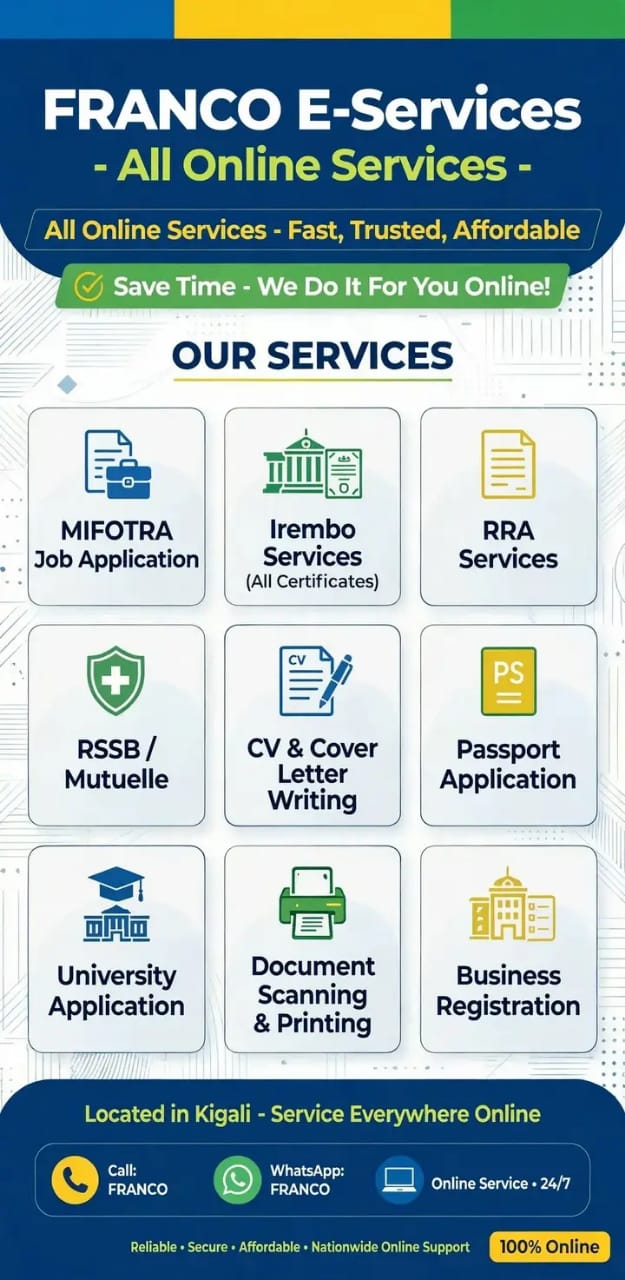 FRANCO E-Services
- All Online Services -
All Online Services - Fast, Trusted, Affordable
Save Time - We Do It For You Online!
OUR SERVICES
MIFOTRA
Job Application
Irembo
Services
(All Certificates)
RRA
Services
RSSB /
Mutuelle
CV
CV & Cover
Letter
Writing
PS
Passport
Application
University
Application
Document
Scanning
& Printing
Business
Registration
Located in Kigali - Service Everywhere Online
Call:
FRANCO
WhatsApp:
FRANCO
Online Service • 24/7
Reliable • Secure • Affordable • Nationwide Online Support
100% Online